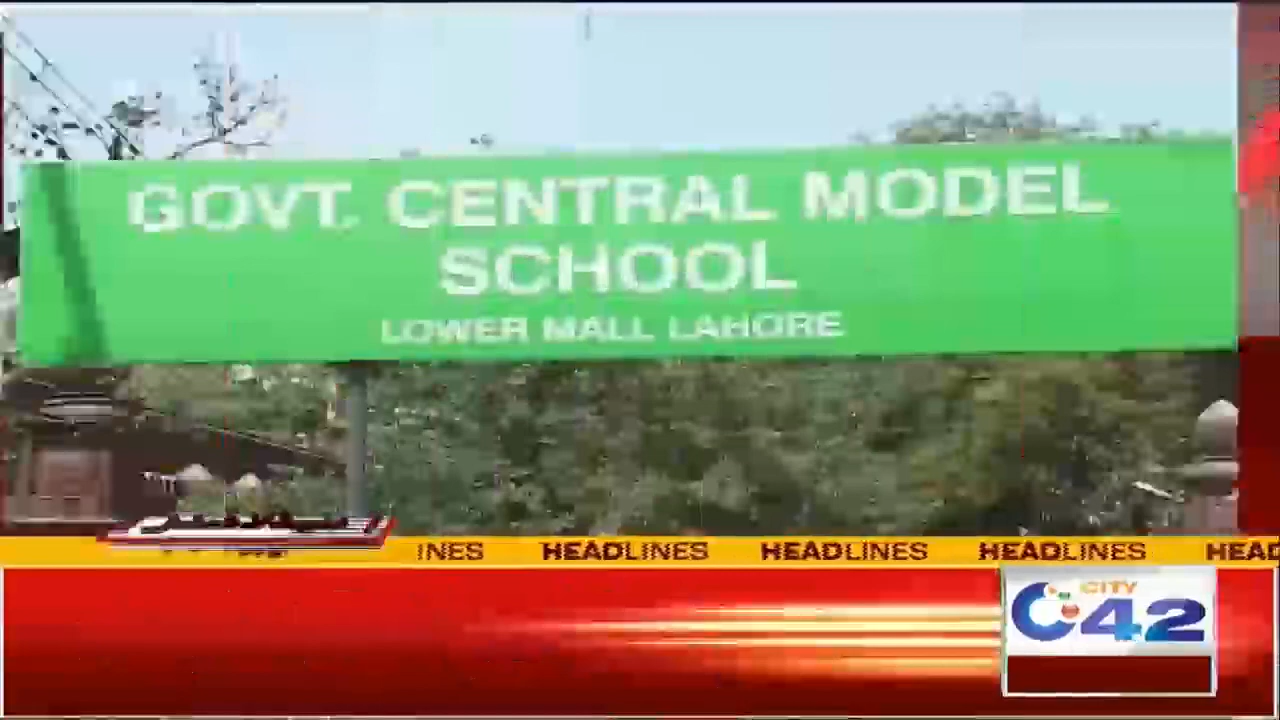 GOVT. CENTRAL MODEL
SCHOOL
LOWER MALL LAHORE
INES HEADLINES HEADLINES HEADLINES HEAD
CITY
42